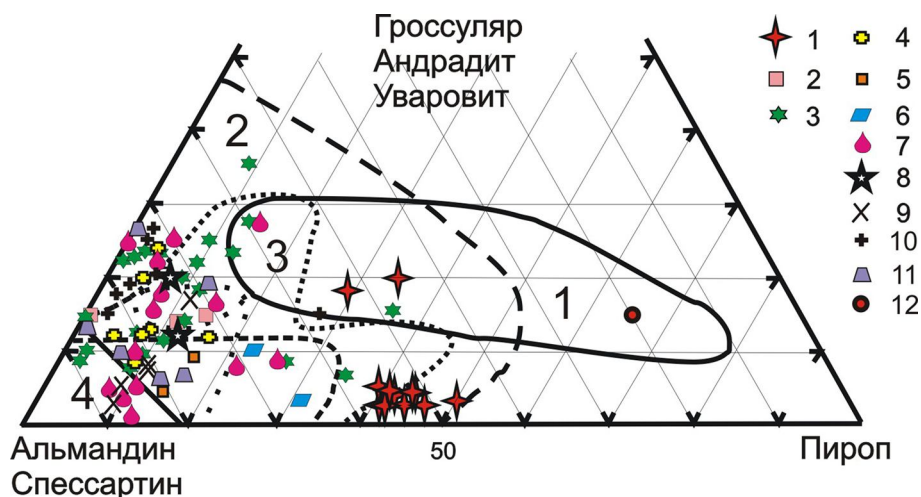 Гроссуляр
Андрадит
Уваровит
1
2
3
4
5
6
7
8
9
10
11
12
2
3
1
4
Альмандин
Спессартин
50
Пироп